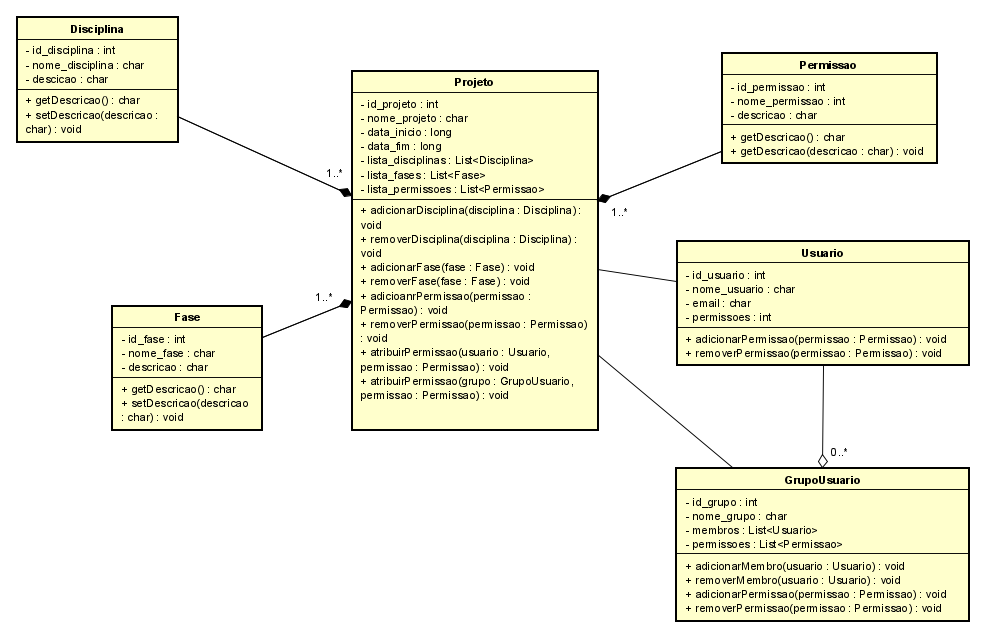 Disciplina
- id_disciplina : int
- nome_disciplina : char
- descicao : char
+ getDescricao() : char
+ setDescricao(descricao :
char) : void
Projeto
- id_projeto : int
- nome_projeto : char
- data_inicio : long
- data_fim : long
- lista_disciplinas : List<Disciplina>
- lista_fases : List<Fase>
- lista_permissoes : List<Permissao>
+ adicionarDisciplina(disciplina : Disciplina) :
void
+ removerDisciplina(disciplina : Disciplina) :
void
+ adicionarFase(fase : Fase) : void
+ removerFase(fase : Fase) : void
+ adicioanrPermissao(permissao :
Permissao) : void
+ removerPermissao(permissao : Permissao)
: void
+ atribuirPermissao(usuario : Usuario,
permissao : Permissao) : void
+ atribuirPermissao(grupo : GrupoUsuario,
permissao : Permissao) : void
Permissao
- id_permissao : int
- nome_permissao : int
- descricao : char
+ getDescricao() : char
+ getDescricao(descricao : char) : void
1..*
1..*
1..*
Usuario
- id_usuario : int
- nome_usuario : char
- email : char
- permissoes : int
+ adicionarPermissao(permissao : Permissao) : void
+ removerPermissao(permissao : Permissao) : void
Fase
- id_fase : int
- nome_fase : char
- descricao : char
+ getDescricao() : char
+ setDescricao(descricao
: char) : void
0..*
GrupoUsuario
- id_grupo : int
- nome_grupo : char
- membros : List<Usuario>
- permissoes : List<Permissao>
+ adicionarMembro(usuario : Usuario) : void
+ removerMembro(usuario : Usuario) : void
+ adicionarPermissao(permissao : Permissao) : void
+ removerPermissao(permissao : Permissao) : void